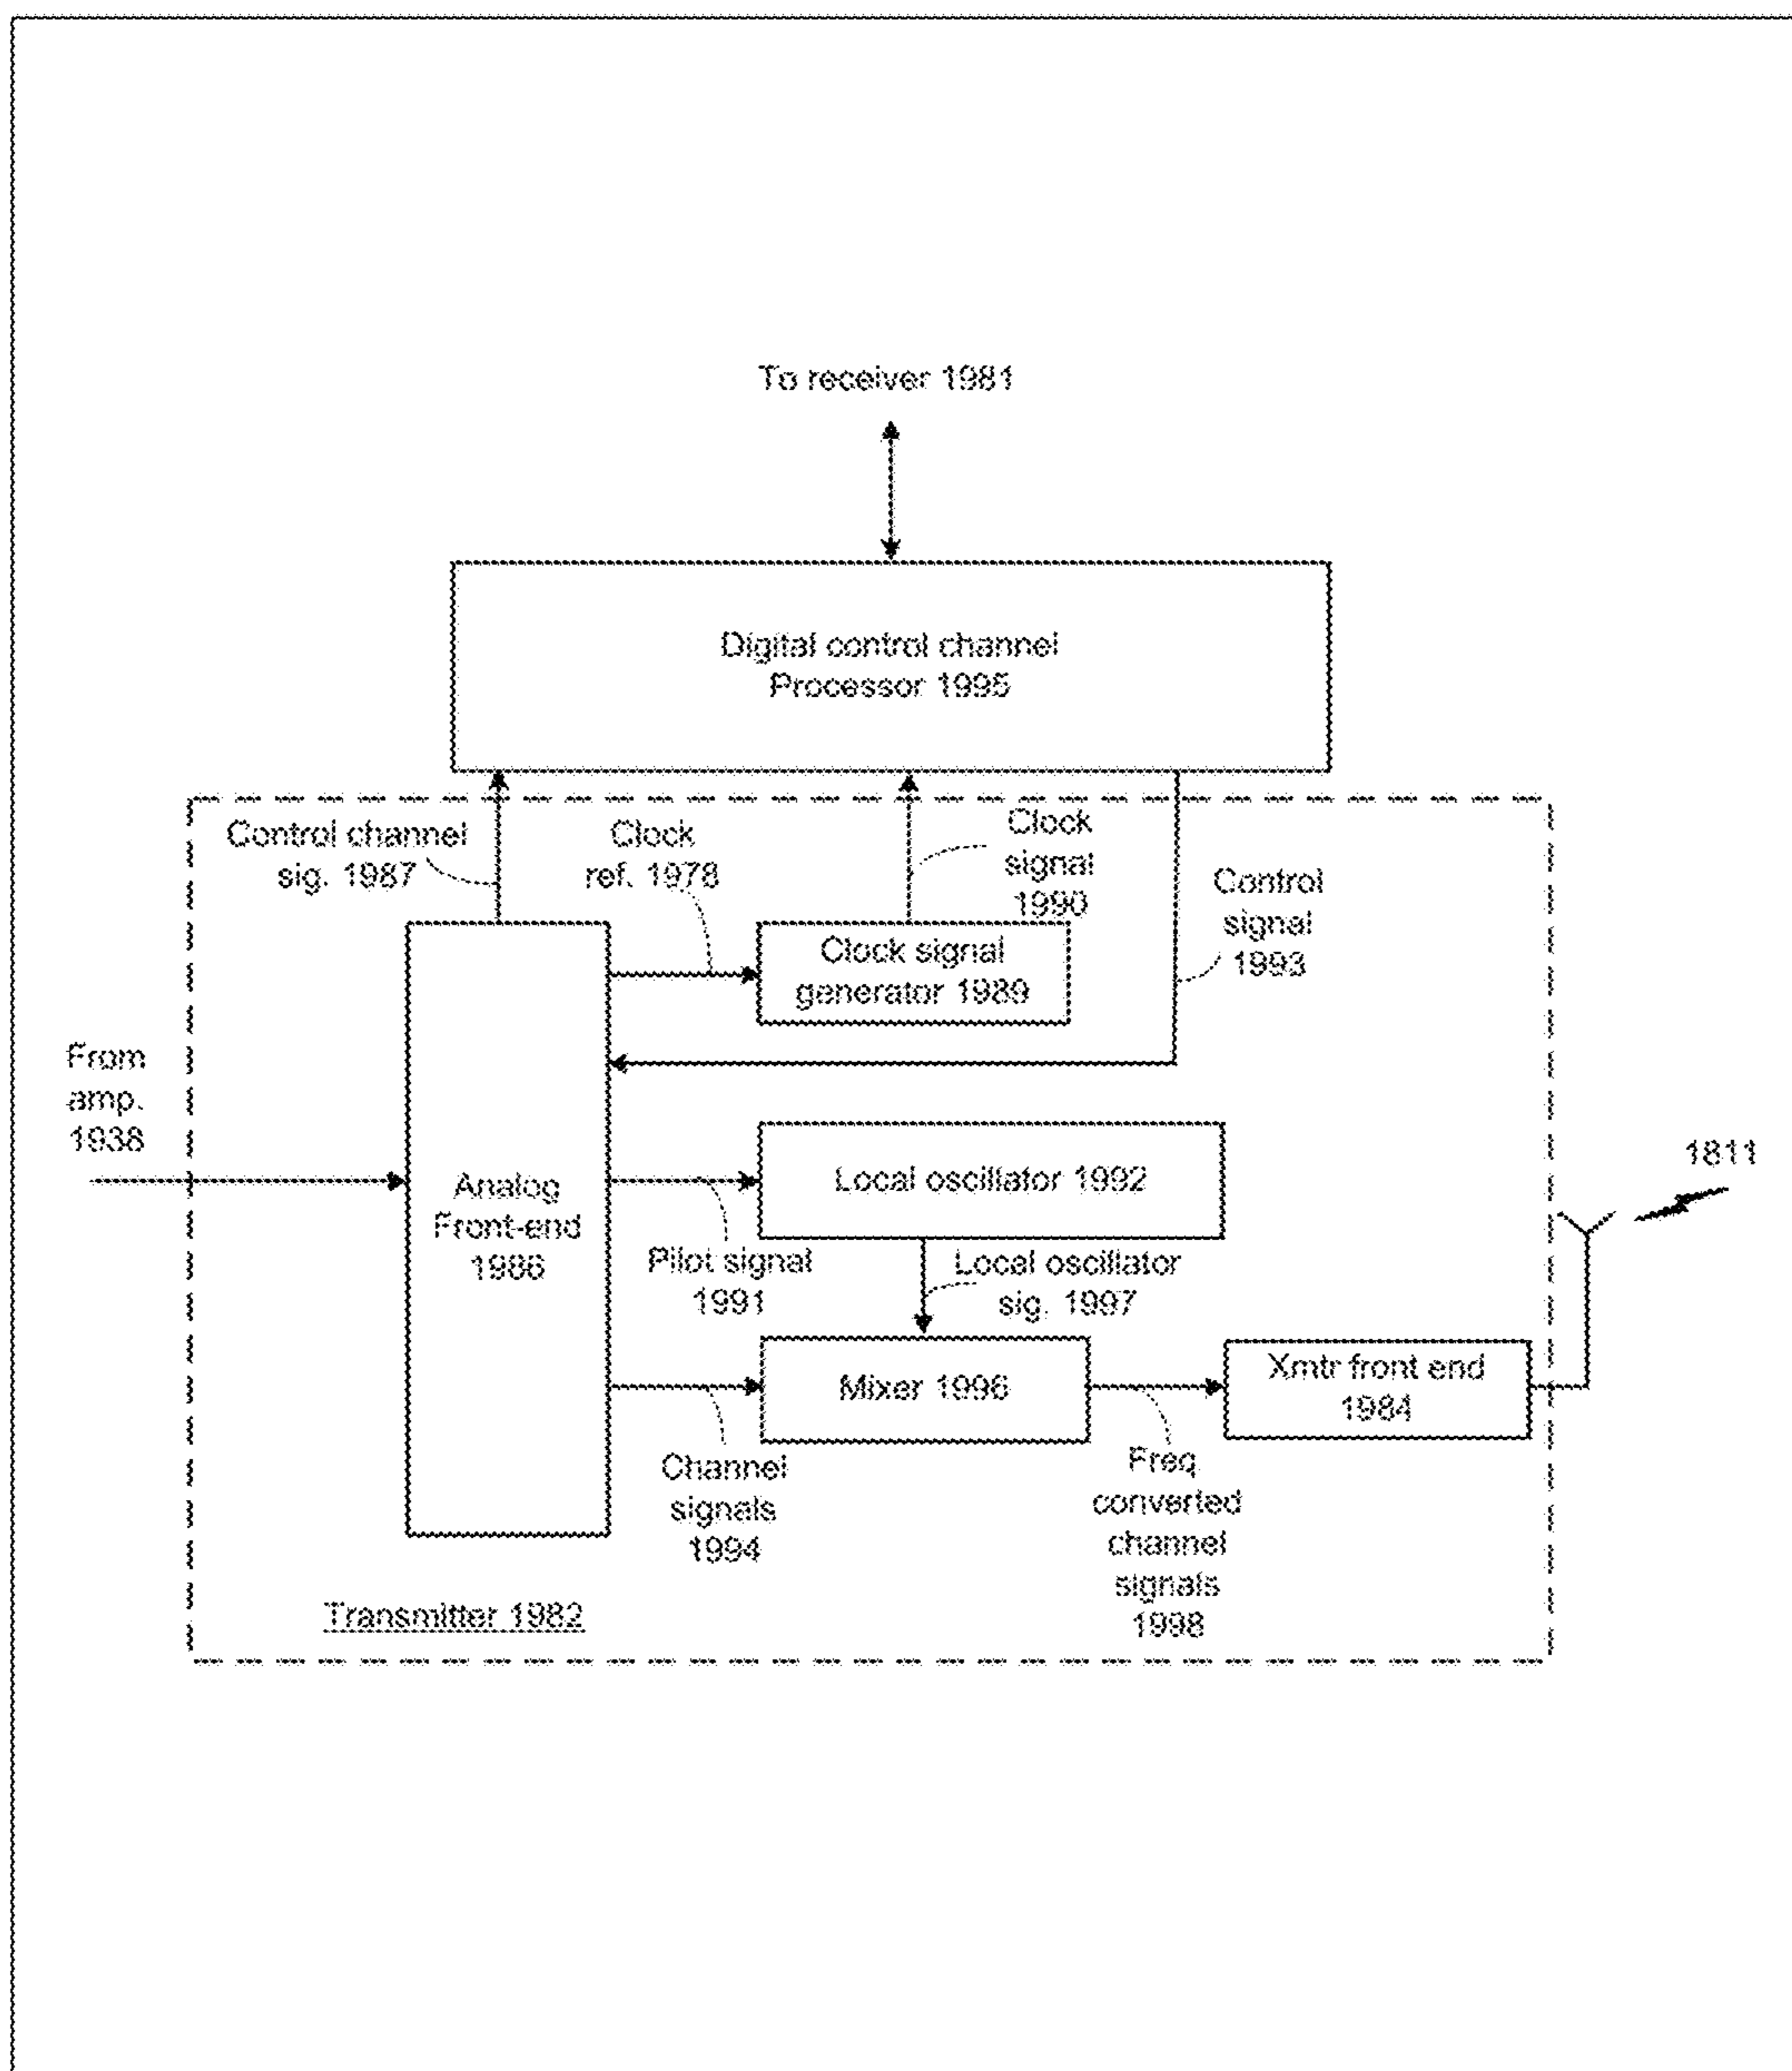 To receiver 1981
Digital control channel
Processor 1995
Control channel
sig. 1987
Clock
ref. 1978
Clock
signal
1990
Control
signal
1993
Clock signal
generator 1989
From
amp.
1938
Analog
Front-end
1986
Local oscillator 1992
1811
Pilot signal
1991
Local oscillator
sig. 1997
Mixer 1996
Xmtr front end
1984
Channel
signals
1994
Freq
converted
channel
signals
1998
Transmitter 1982